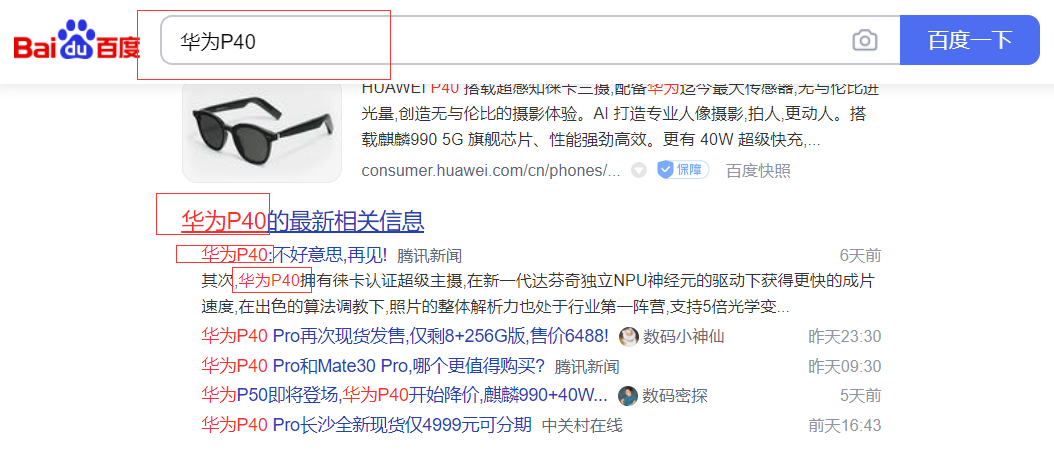 Bai du 百度 华为P40 百度一下
HUAWEI P40 搭载超感知徕卡三摄,配备华为迄今最大传感器,无与伦比进
光量,创造无与伦比的摄影体验。AI 打造专业人像摄影,拍人,更动人。搭
载麒麟990 5G 旗舰芯片、性能强劲高效。更有 40W 超级快充,...
consumer.huawei.com/cn/phones/... 保障 百度快照
华为P40的最新相关信息
华为P40:不好意思,再见! 腾讯新闻 6天前
其次,华为P40拥有徕卡认证超级主摄,在新一代达芬奇独立NPU神经元的驱动下获得更快的成片
速度,在出色的算法调教下,照片的整体解析力也处于行业第一阵营,支持5倍光学变...
华为P40 Pro再次现货发售,仅剩8+256G版,售价6488! 数码小神仙 昨天23:30
华为P40 Pro和Mate30 Pro,哪个更值得购买? 腾讯新闻 昨天09:30
华为P50即将登场,华为P40开始降价,麒麟990+40W... 数码密探 5天前
华为P40 Pro长沙全新现货仅4999元可分期 中关村在线 前天16:43